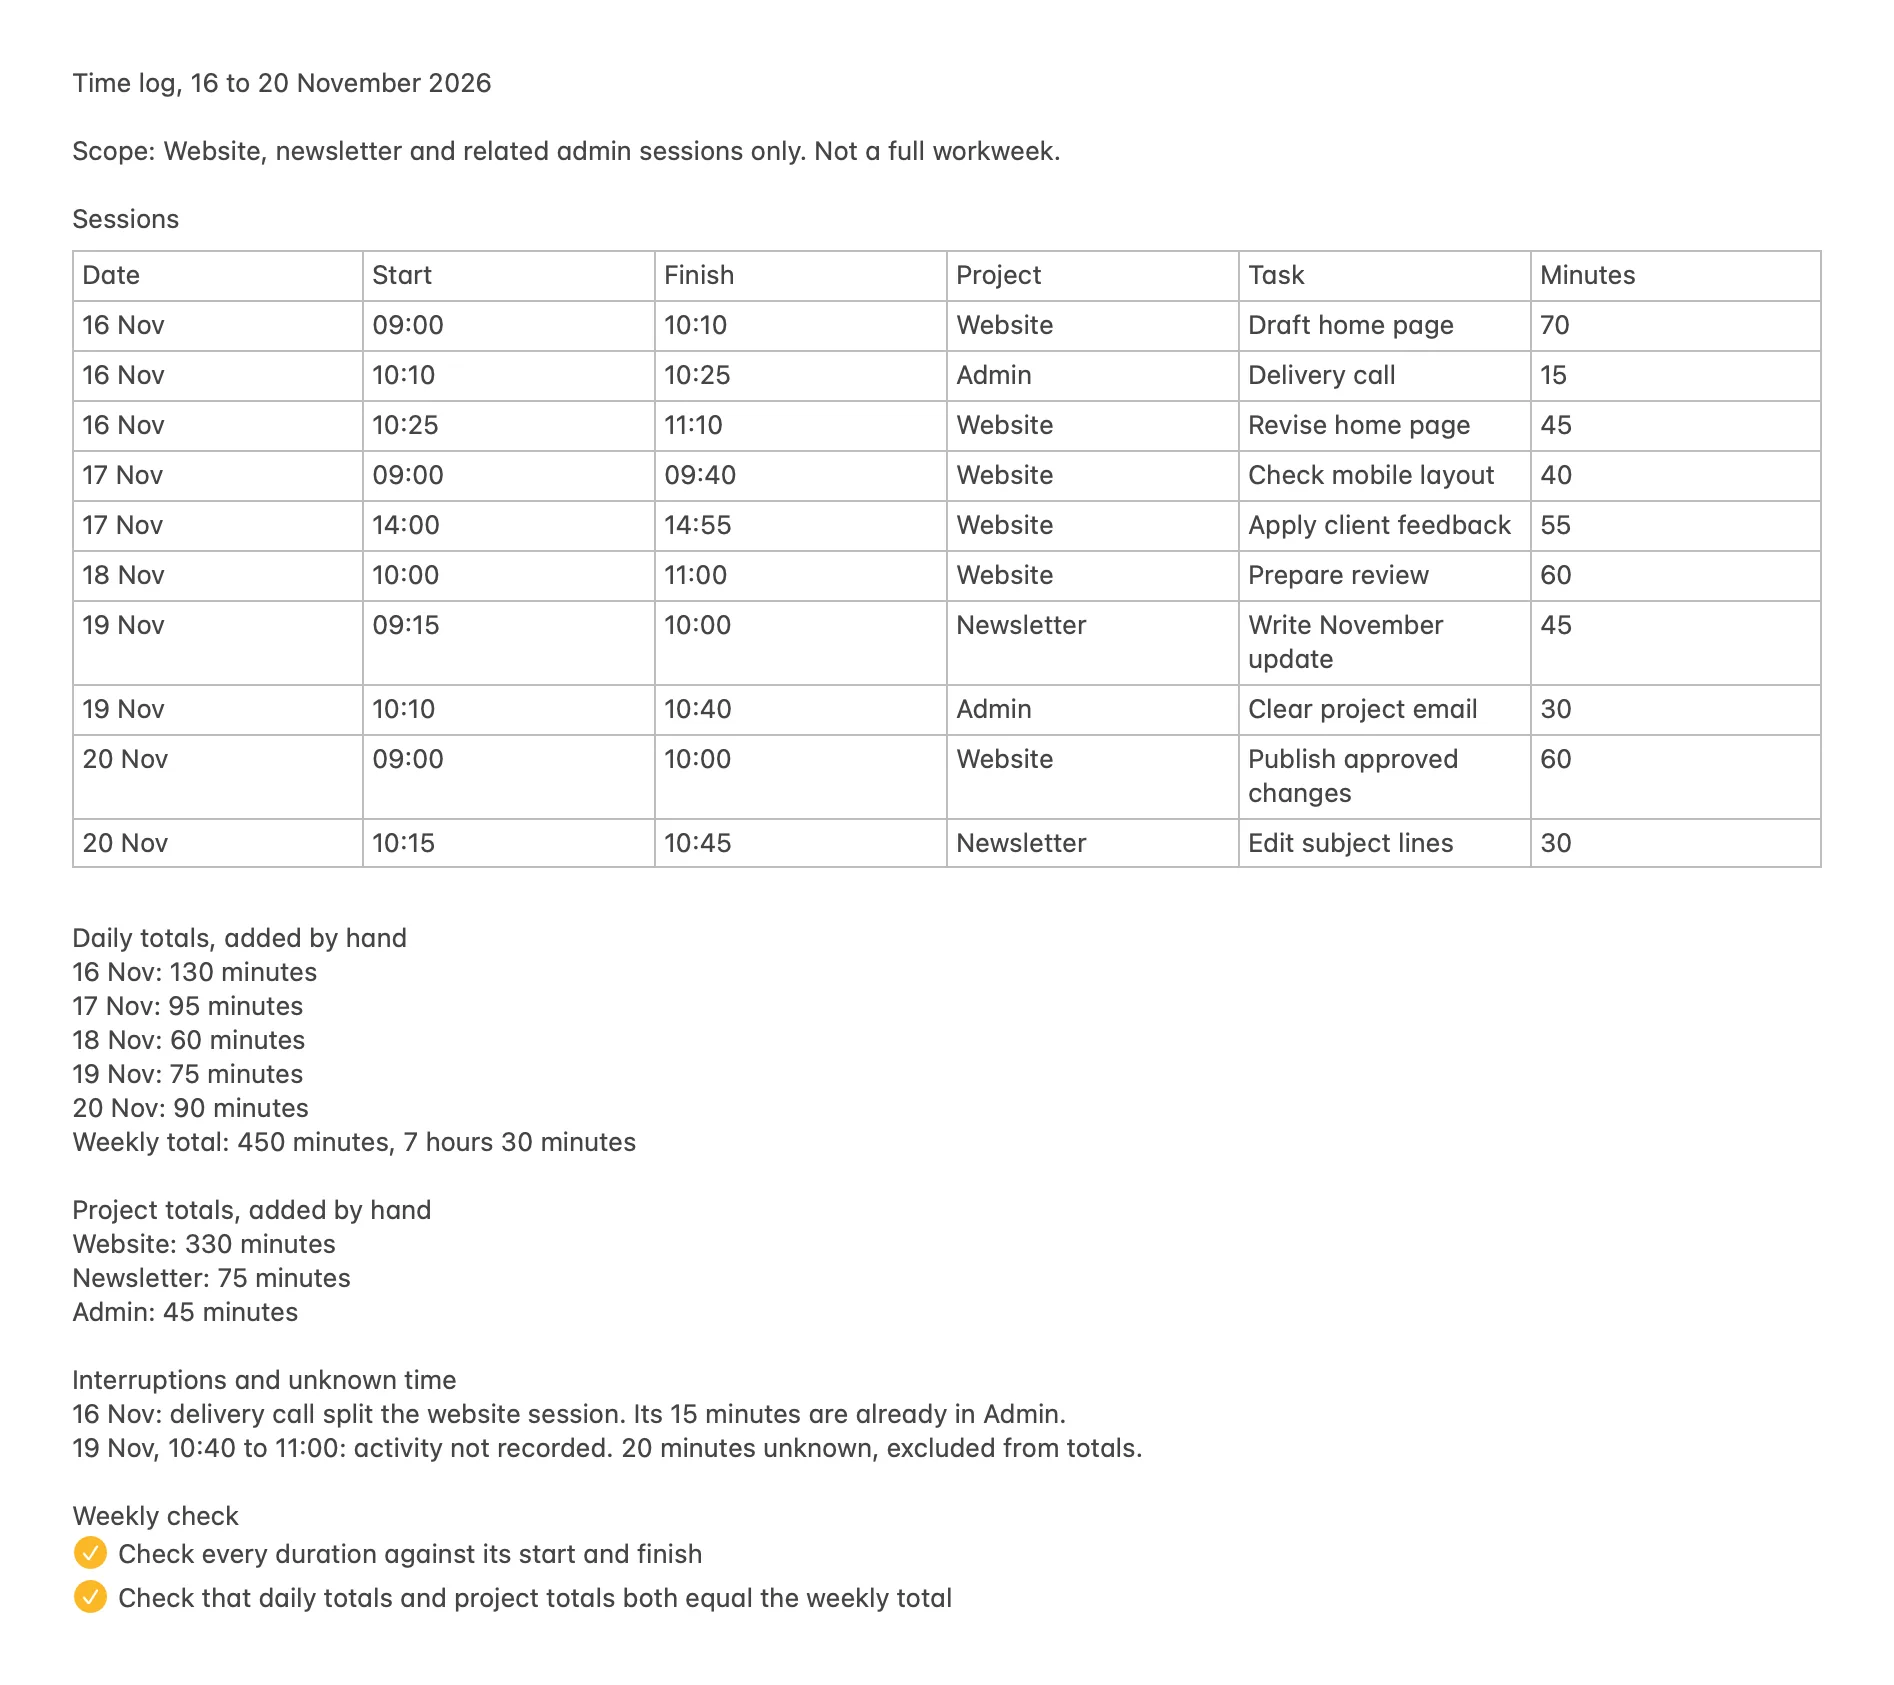 Time log, 16 to 20 November 2026
Scope: Website, newsletter and related admin sessions only. Not a full workweek.
Sessions
Date Start Finish Project Task Minutes
16 Nov 09:00 10:10 Website Draft home page 70
16 Nov 10:10 10:25 Admin Delivery call 15
16 Nov 10:25 11:10 Website Revise home page 45
17 Nov 09:00 09:40 Website Check mobile layout 40
17 Nov 14:00 14:55 Website Apply client feedback 55
18 Nov 10:00 11:00 Website Prepare review 60
19 Nov 09:15 10:00 Newsletter Write November 45
update
19 Nov 10:10 10:40 Admin Clear project email 30
20 Nov 09:00 10:00 Website Publish approved 60
changes
20 Nov 10:15 10:45 Newsletter Edit subject lines 30
Daily totals, added by hand
16 Nov: 130 minutes
17 Nov: 95 minutes
18 Nov: 60 minutes
19 Nov: 75 minutes
20 Nov: 90 minutes
Weekly total: 450 minutes, 7 hours 30 minutes
Project totals, added by hand
Website: 330 minutes
Newsletter: 75 minutes
Admin: 45 minutes
Interruptions and unknown time
16 Nov: delivery call split the website session. Its 15 minutes are already in Admin.
19 Nov, 10:40 to 11:00: activity not recorded. 20 minutes unknown, excluded from totals.
Weekly check
Check every duration against its start and finish
Check that daily totals and project totals both equal the weekly total